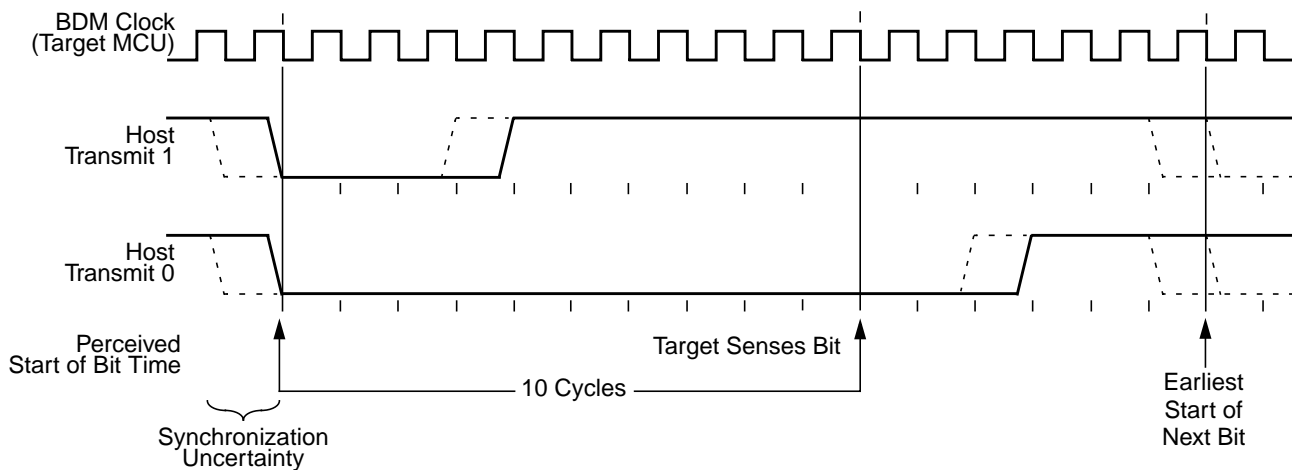 BDM Clock
(Target MCU)
Host
Transmit 1
Host
Transmit 0
Perceived
Start of Bit Time
Target Senses Bit
10 Cycles
Earliest
Start of
Next Bit
Synchronization
Uncertainty